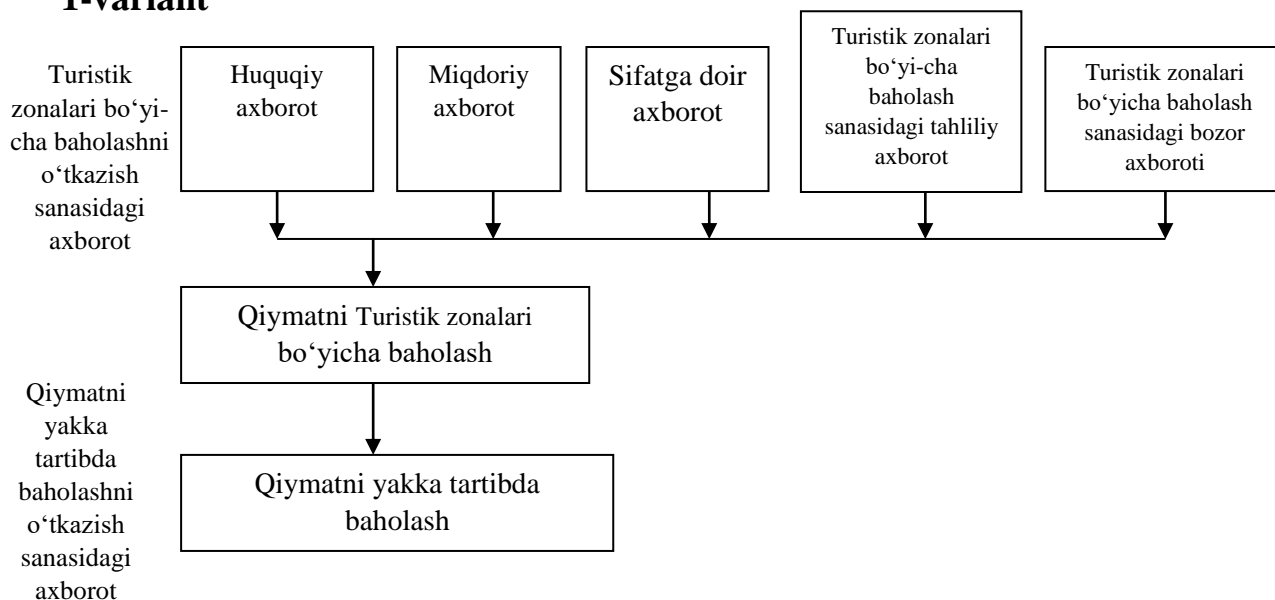 1-variant
Turistik
zonalari bo‘yi-
cha baholashni
o‘tkazish
sanasidagi
axborot
Huquqiy
axborot
Miqdoriy
axborot
Sifatga doir
axborot
Turistik zonalari
bo‘yi-cha
baholash
sanasidagi tahliliy
axborot
Turistik zonalari
bo‘yicha baholash
sanasidagi bozor
axboroti
Qiymatni Turistik zonalari
bo‘yicha baholash
Qiymatni
yakka
tartibda
baholashni
o‘tkazish
sanasidagi
axborot
Qiymatni yakka tartibda
baholash